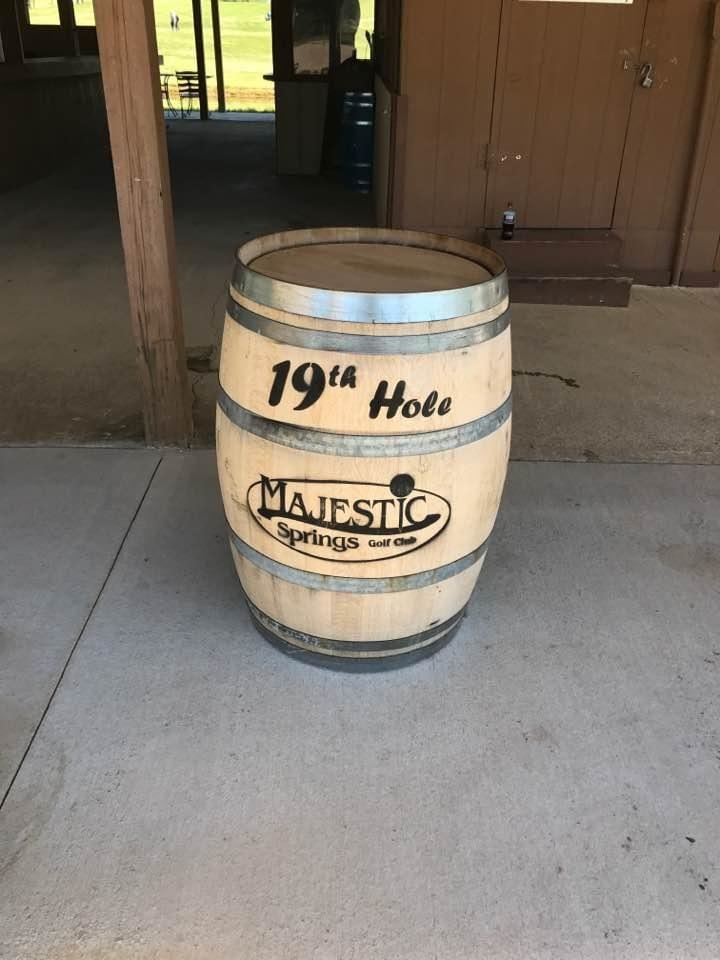 19th Hole
MAJESTIC
Springs Golf Club